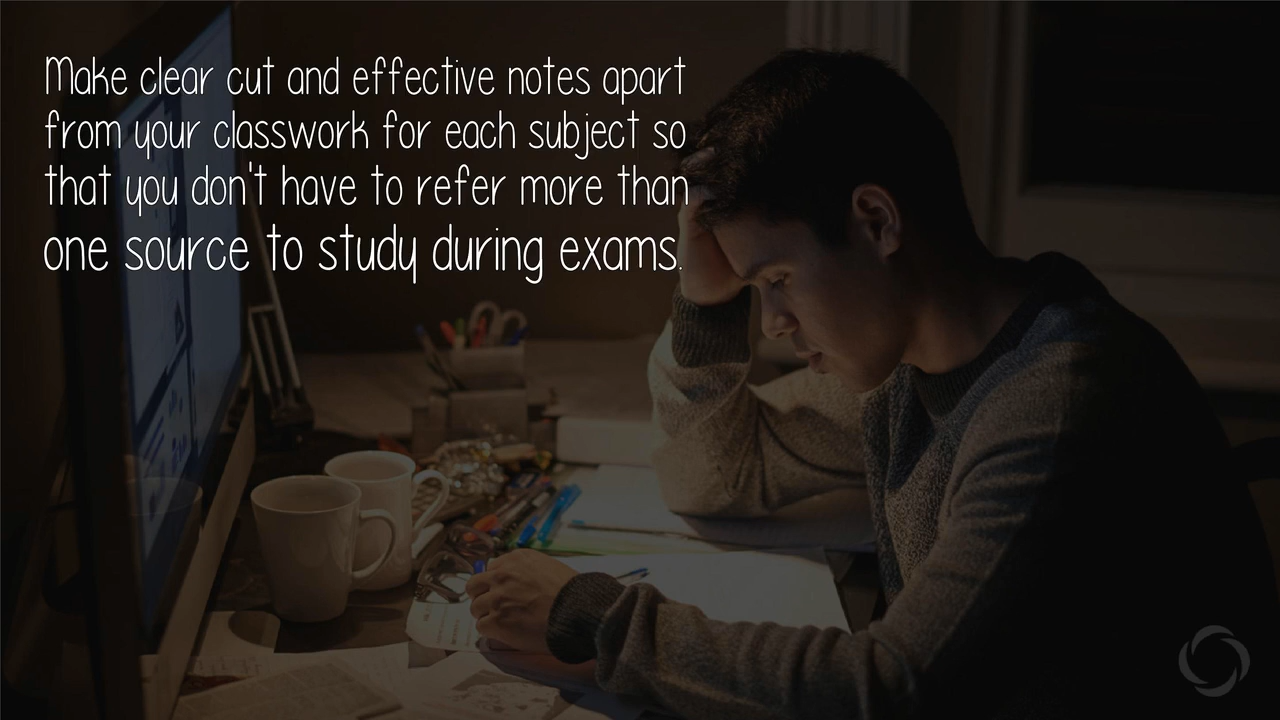 Make clear cut and effective notes apart
from your classwork for each subject so
that you don't have to refer more than
one source to study during exams.